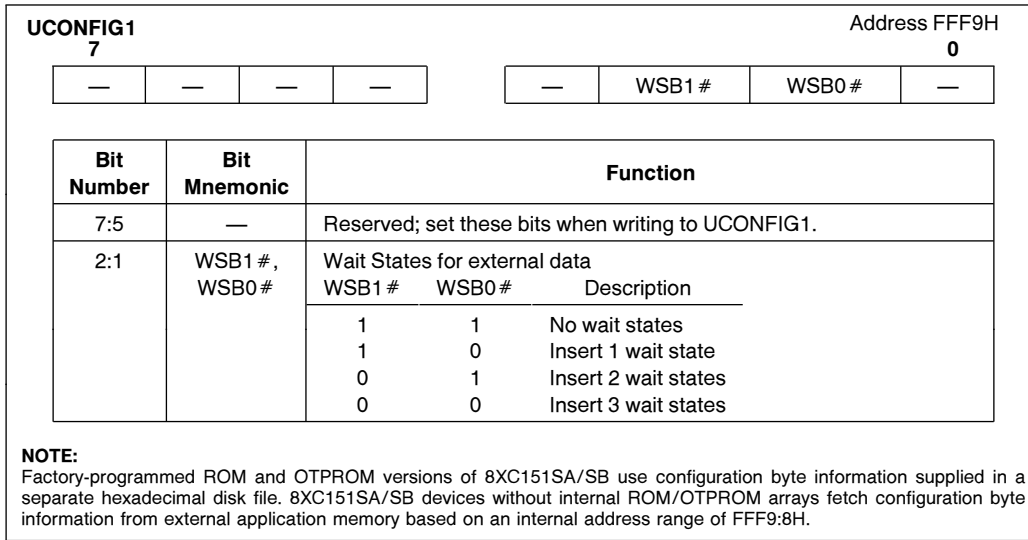 UCONFIG1 Address FFF9H
7 0
— — — — — WSB1# WSB0# —
Bit Number Bit Mnemonic Function
7:5 — Reserved; set these bits when writing to UCONFIG1.
2:1 WSB1#, Wait States for external data
WSB0# WSB1# WSB0# Description
1 1 No wait states
1 0 Insert 1 wait state
0 1 Insert 2 wait states
0 0 Insert 3 wait states
NOTE:
Factory-programmed ROM and OTPROM versions of 8XC151SA/SB use configuration byte information supplied in a
separate hexadecimal disk file. 8XC151SA/SB devices without internal ROM/OTPROM arrays fetch configuration byte
information from external application memory based on an internal address range of FFF9:8H.